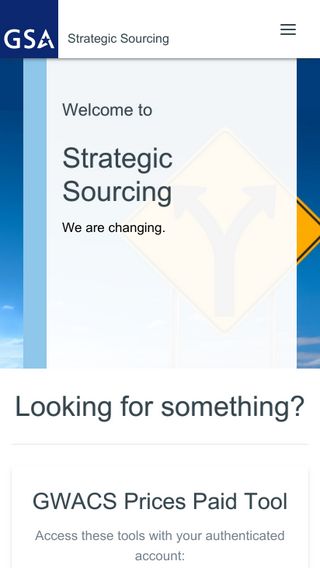 GSA
Strategic Sourcing
Welcome to
Strategic
Sourcing
We are changing.
Looking for something?
GWACS Prices Paid Tool
Access these tools with your authenticated
account: